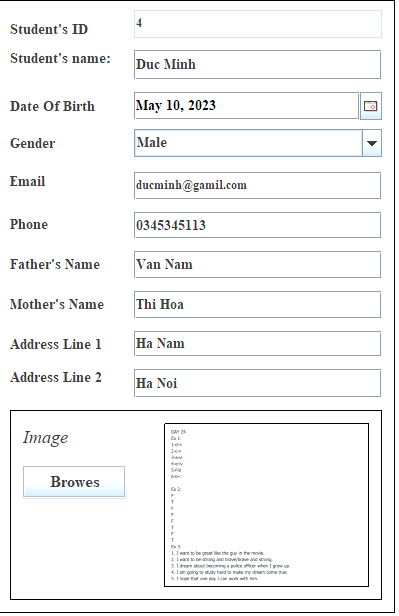 Student's ID
4
Student's name:
Duc Minh
Date Of Birth
May 10, 2023
Gender
Male
Email
ducminh@gamil.com
Phone
0345345113
Father's Name
Van Nam
Mother's Name
Thi Hoa
Address Line 1
Ha Nam
Address Line 2
Ha Noi
Image
Browes
DAY 24
Ex 1:
Ex 2:
F
T
F
F
F
T
F
T
Ex 3
1. I want to be great like the guy in the movie.
2. I want to be strong and brave/brave and strong.
3. I dream about becoming a police officer when I grow up.
4. I am going to study hard to make my dream come true.
5. I hope that one day I can work with him